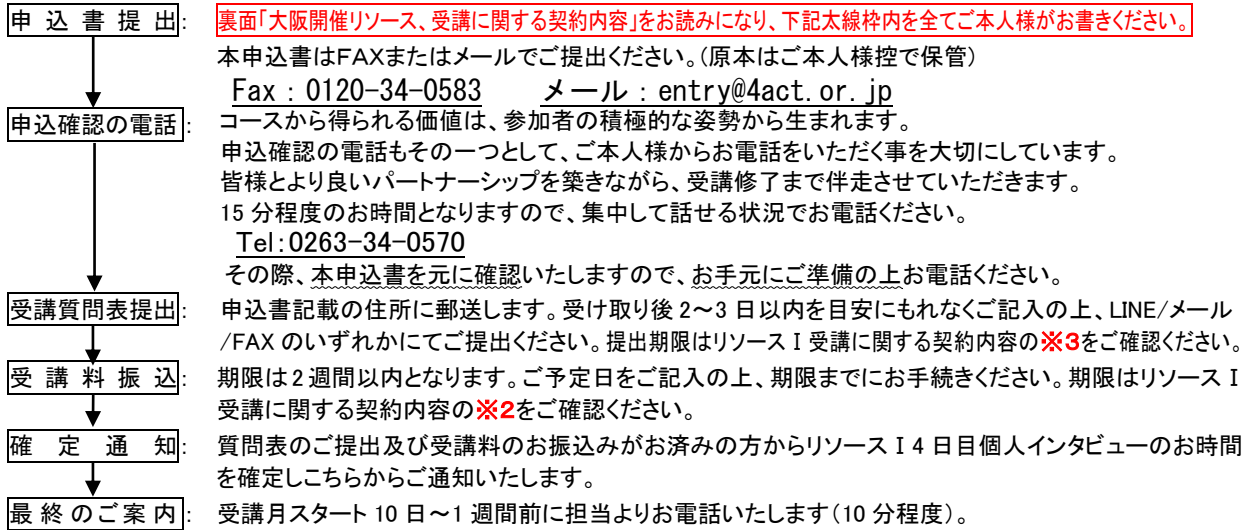 申込書提出: 裏面「大阪開催リソース、受講に関する契約内容」をお読みになり、下記太線枠内を全てご本人様がお書きください。
本申込書はFAXまたはメールでご提出ください。(原本はご本人様控で保管)
Fax：0120-34-0583 メール：entry@4act.or.jp
申込確認の電話: コースから得られる価値は、参加者の積極的な姿勢から生まれます。
申込確認の電話もその一つとして、ご本人様からお電話をいただく事を大切にしています。
皆様とより良いパートナーシップを築きながら、受講修了まで伴走させていただきます。
15分程度のお時間となりますので、集中して話せる状況でお電話ください。
Tel:0263-34-0570
その際、本申込書を元に確認いたしますので、お手元にご準備の上お電話ください。
受講質問表提出: 申込書記載の住所に郵送します。受け取り後2～3日以内を目安にもれなくご記入の上、LINE/メール
/FAXのいずれかにてご提出ください。提出期限はリソースⅠ受講に関する契約内容の※3をご確認ください。
受講料振込: 期限は2週間以内となります。ご予定日をご記入の上、期限までにお手続きください。期限はリソースⅠ
受講に関する契約内容の※2をご確認ください。
確定通知: 質問表のご提出及び受講料のお振込みがお済みの方からリソースⅠ4日目個人インタビューのお時間
を確定しこちらからご通知いたします。
最終のご案内: 受講月スタート10日～1週間前に担当よりお電話いたします(10分程度)。